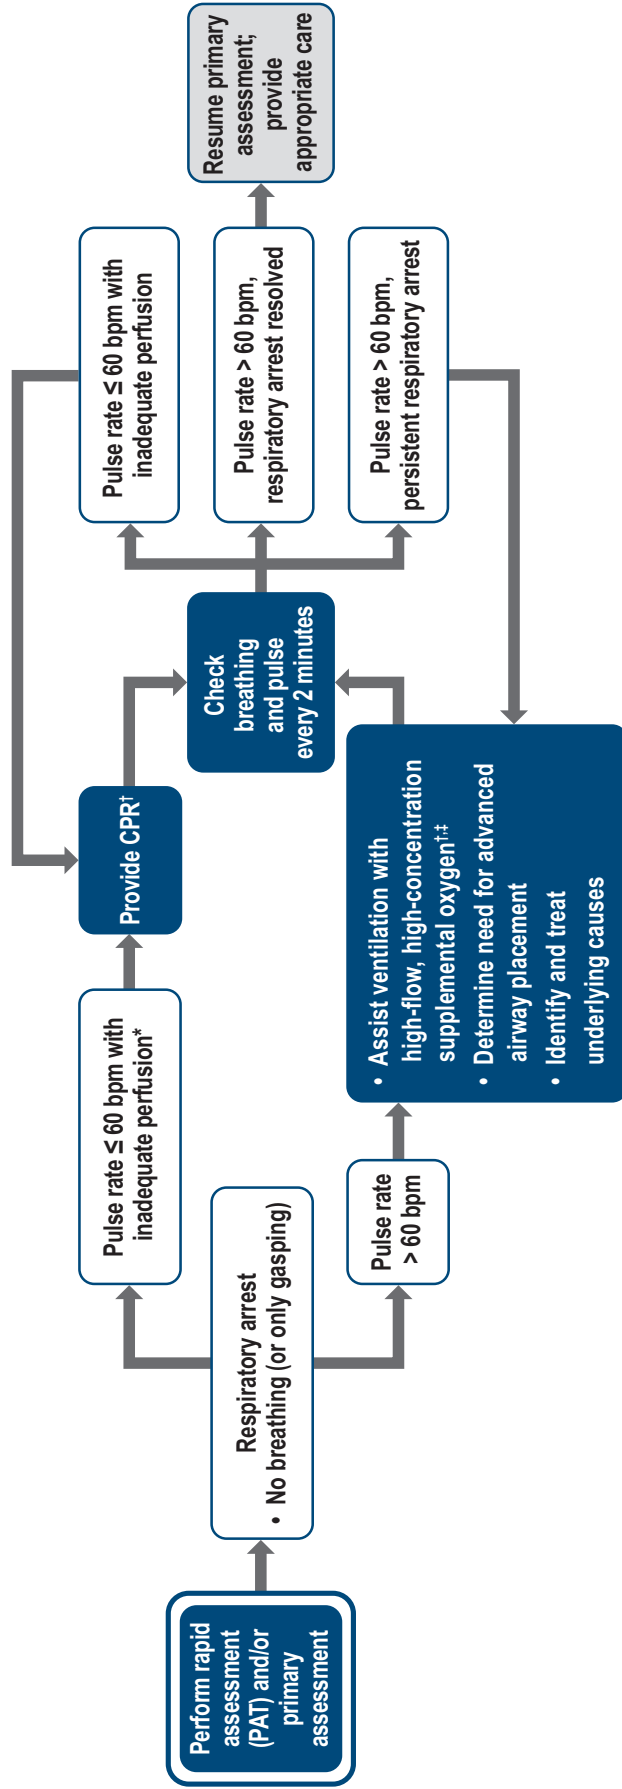 Perform rapid
assessment
(PAT) and/or
primary
assessment
Respiratory arrest
• No breathing (or only gasping)
Pulse rate ≤ 60 bpm with
inadequate perfusion*
Pulse rate
> 60 bpm
Provide CPR†
• Assist ventilation with
high-flow, high-concentration
supplemental oxygen†,‡
• Determine need for advanced
airway placement
• Identify and treat
underlying causes
Check
breathing
and pulse
every 2 minutes
Pulse rate ≤ 60 bpm with
inadequate perfusion
Pulse rate > 60 bpm,
respiratory arrest resolved
Pulse rate > 60 bpm,
persistent respiratory arrest
Resume primary
assessment;
provide
appropriate care